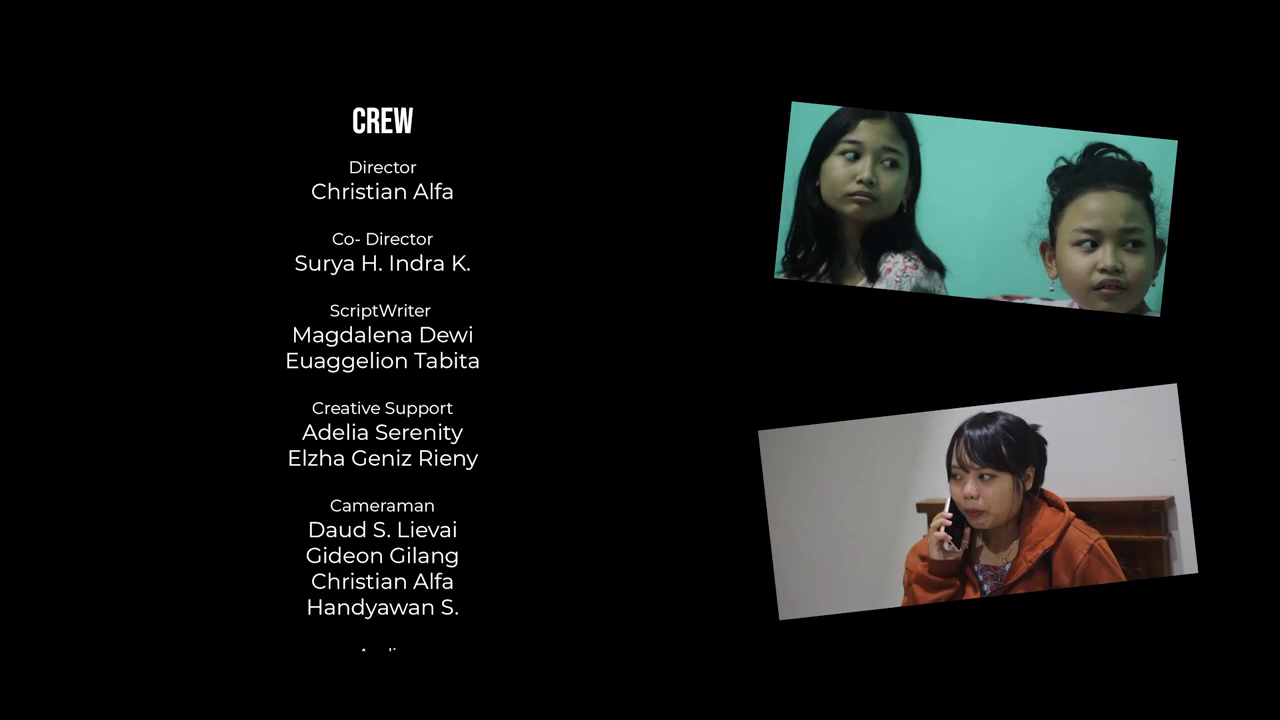 CREW
Director
Christian Alfa
Co- Director
Surya H. Indra K.
ScriptWriter
Magdalena Dewi
Euaggelion Tabita
Creative Support
Adelia Serenity
Elzha Geniz Rieny
Cameraman
Daud S. Lievai
Gideon Gilang
Christian Alfa
Handyawan S.